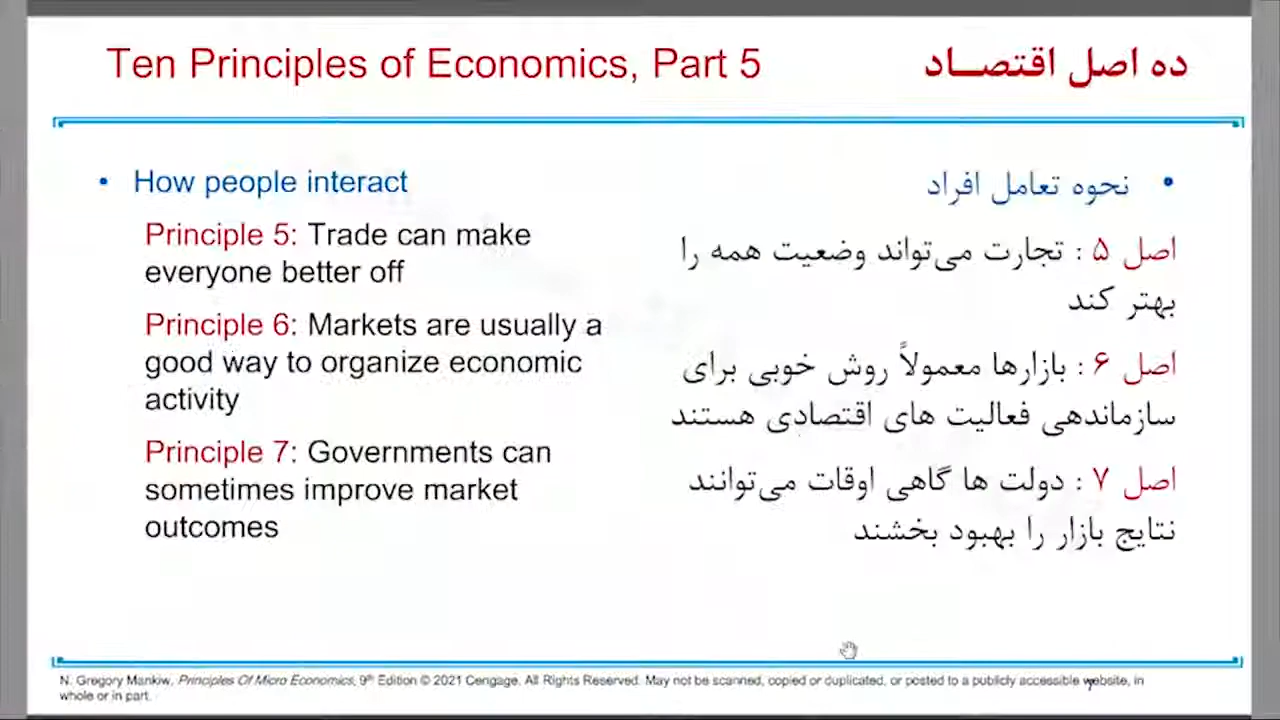 Ten Principles of Economics, Part 5
ده اصل اقتصـــاد
• How people interact
Principle 5: Trade can make
everyone better off
Principle 6: Markets are usually a
good way to organize economic
activity
Principle 7: Governments can
sometimes improve market
outcomes
• نحوه تعامل افراد
اصل ۵ : تجارت می‌تواند وضعیت همه را
بهتر کند
اصل ۶ : بازارها معمولاً روش خوبی برای
سازماندهی فعالیت های اقتصادی هستند
اصل ۷ : دولت ها گاهی اوقات می‌توانند
نتایج بازار را بهبود بخشند
N. Gregory Mankiw, Principles Of Micro Economics, 9th Edition © 2021 Cengage. All Rights Reserved. May not be scanned, copied or duplicated, or posted to a publicly accessible website, in
whole or in part.